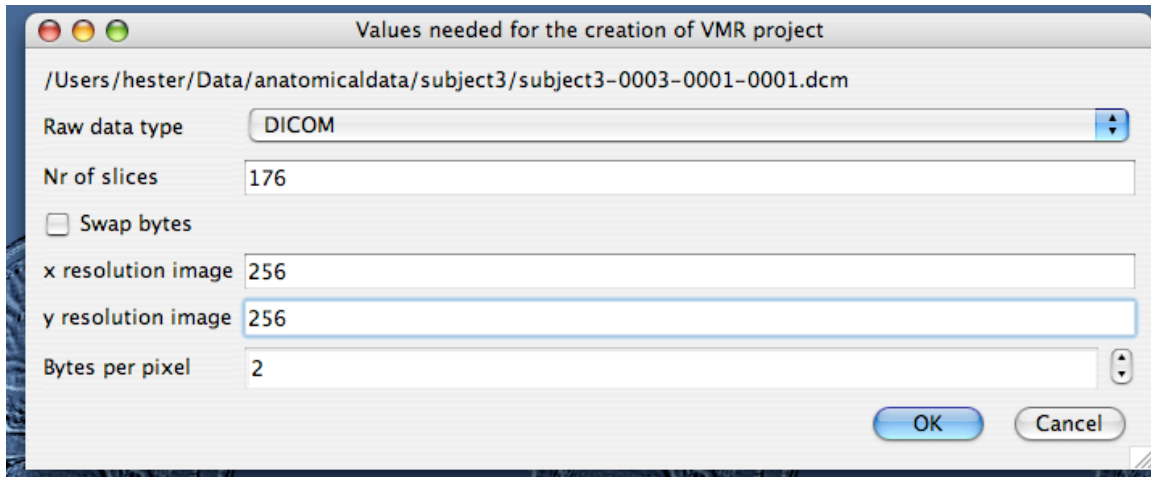 Values needed for the creation of VMR project
/Users/hester/Data/anatomicaldata/subject3/subject3-0003-0001-0001.dcm
Raw data type DICOM
Nr of slices 176
Swap bytes
x resolution image 256
y resolution image 256
Bytes per pixel 2
OK Cancel